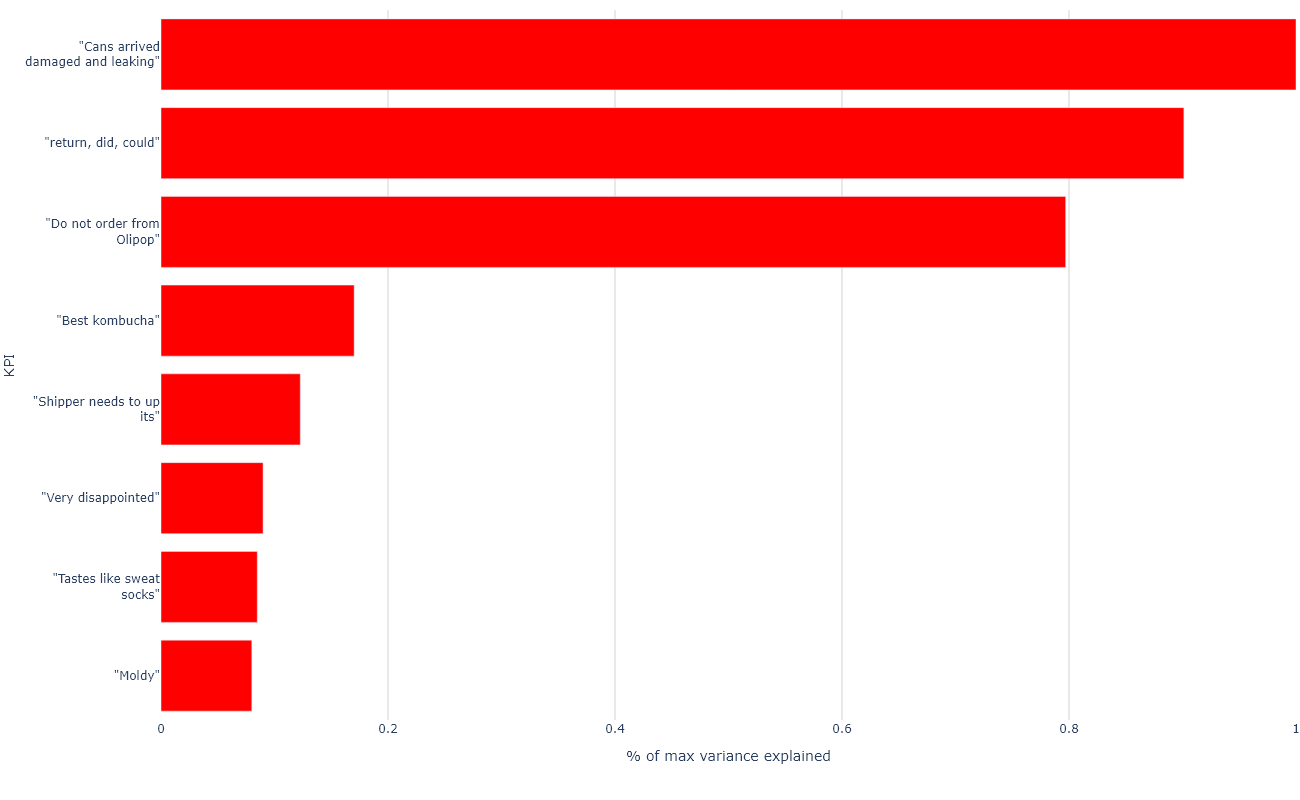 "Cans arrived
damaged and leaking"
"return, did, could"
"Do not order from
Olipop"
"Best kombucha"
KPI
"Shipper needs to up
its"
"Very disappointed"
"Tastes like sweat
socks"
"Moldy"
0
0.2
0.4
0.6
0.8
1
% of max variance explained